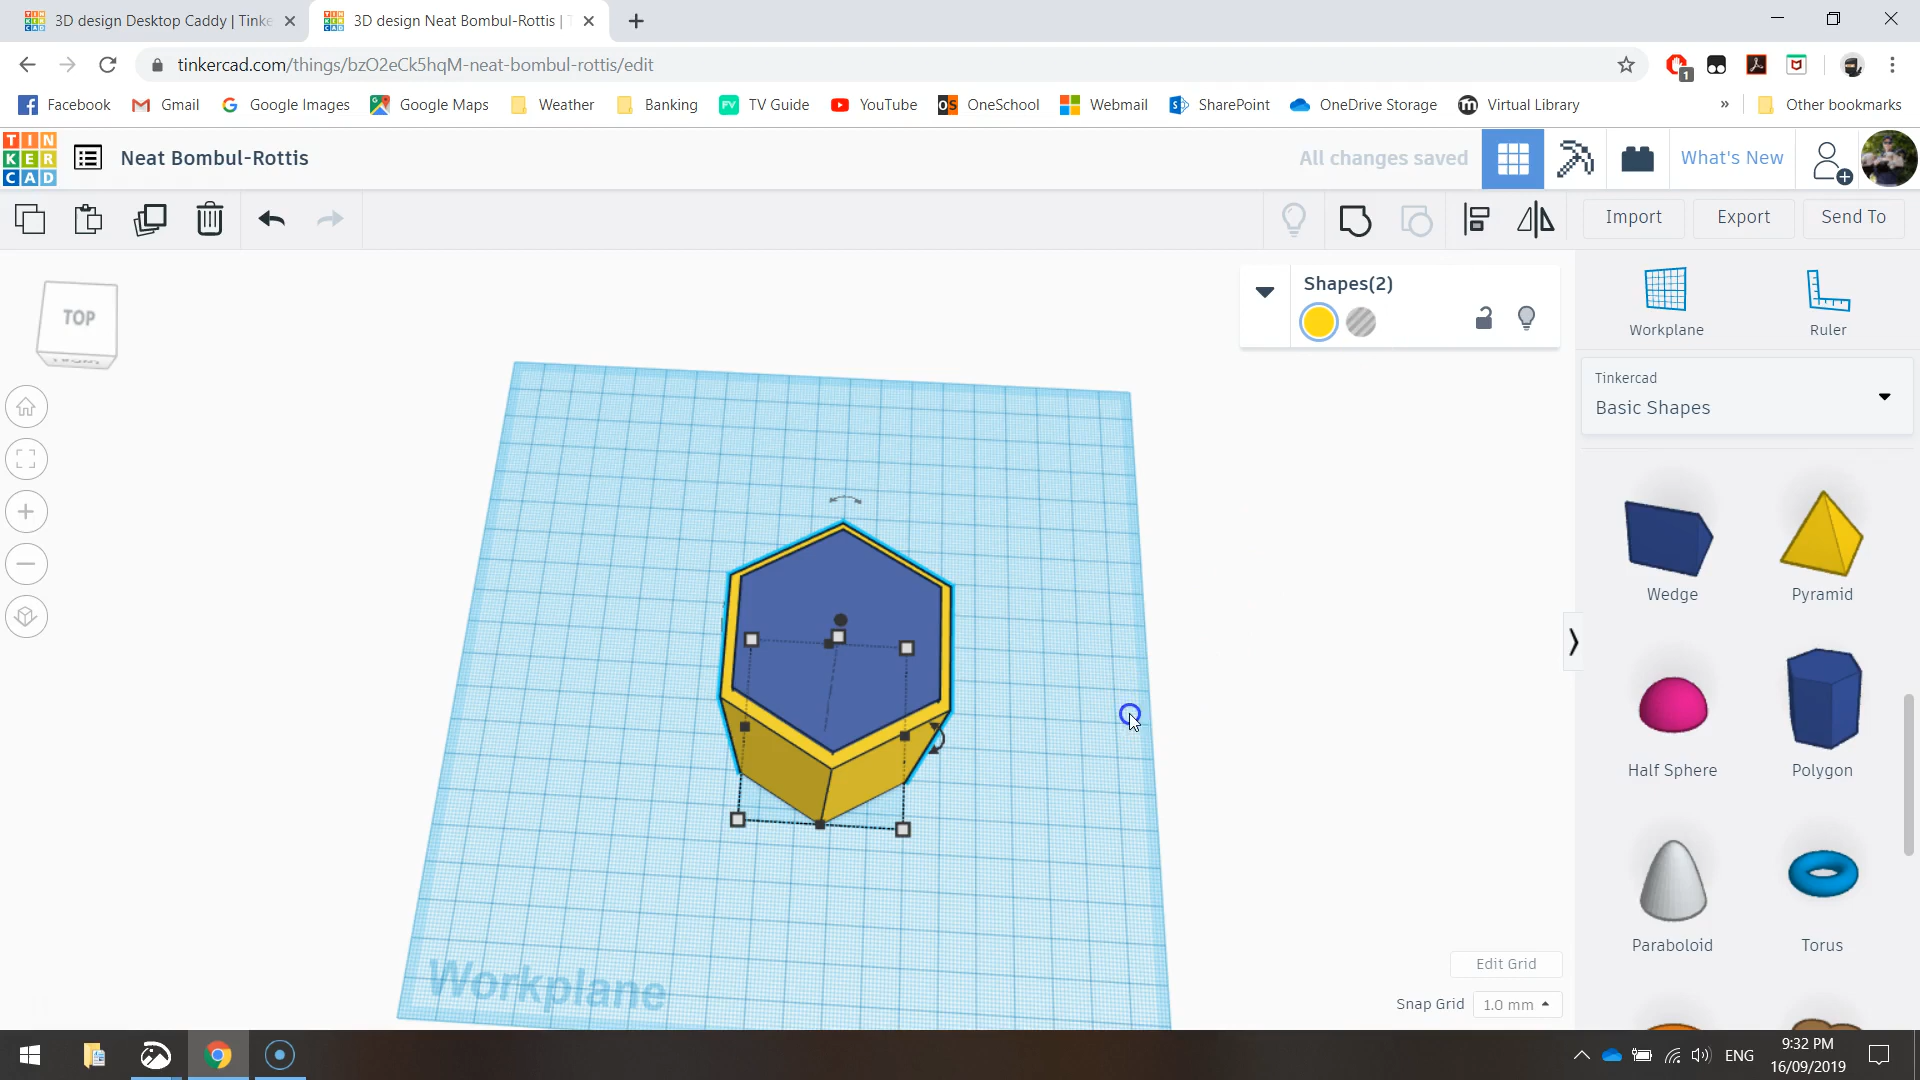 3D design Desktop Caddy | Tinke
3D design Neat Bombul-Rottis | T
tinkercad.com/things/bzO2eCk5hqM-neat-bombul-rottis/edit
1
Facebook
Gmail
Google Images
Google Maps
Weather
Banking
TV Guide
YouTube
OneSchool
Webmail
SharePoint
OneDrive Storage
Virtual Library
»
Other bookmarks
TIN
KER
CAD
Neat Bombul-Rottis
All changes saved
What's New
Import
Export
Send To
Shapes(2)
TOP
FRONT
Workplane
Ruler
Tinkercad
Basic Shapes
Wedge
Pyramid
Half Sphere
Polygon
Paraboloid
Torus
Workplane
Edit Grid
Snap Grid
1.0 mm
ENG
9:32 PM
16/09/2019